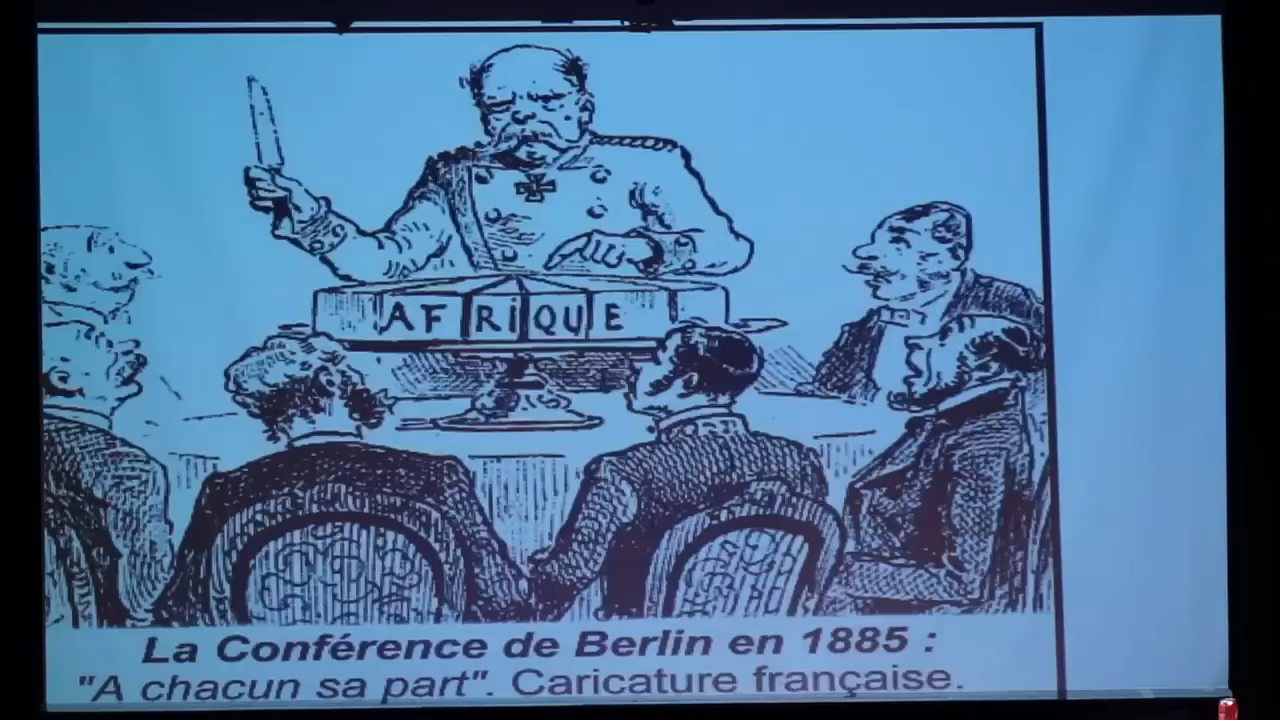 AFRIQUE
La Conférence de Berlin en 1885 :
"A chacun sa part". Caricature française.